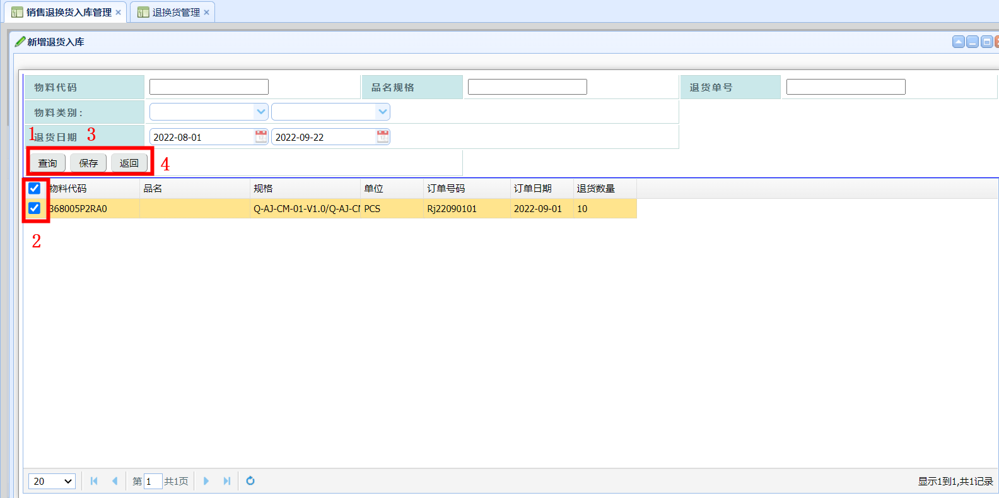 销售退换货入库管理 × 退换货管理 ×
新增退货入库
物料代码 品名规格 退货单号
物料类别:
1 退货日期 3 2022-08-01 2022-09-22
查询 保存 返回 4
物料代码 品名 规格 单位 订单号码 订单日期 退货数量
368005P2RA0 Q-AJ-CM-01-V1.0/Q-AJ-C PCS Rj22090101 2022-09-01 10
2
20 第 1 共1页 显示1到1,共1记录